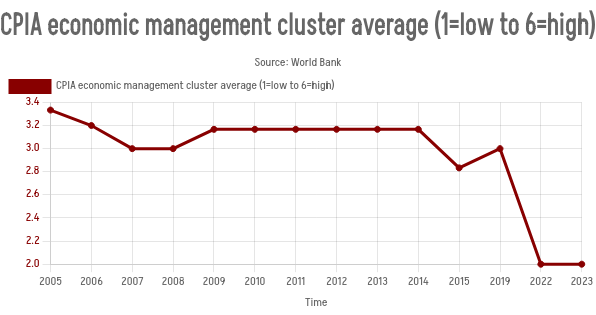 CPIA economic management cluster average (1=low to 6=high)
Source: World Bank
CPIA economic management cluster average (1=low to 6=high)
3.4
3.2
3.0
2.8
2.6
2.4
2.2
2.0
2005 2006 2007 2008 2009 2010 2011 2012 2013 2014 2015 2019 2022 2023
Time